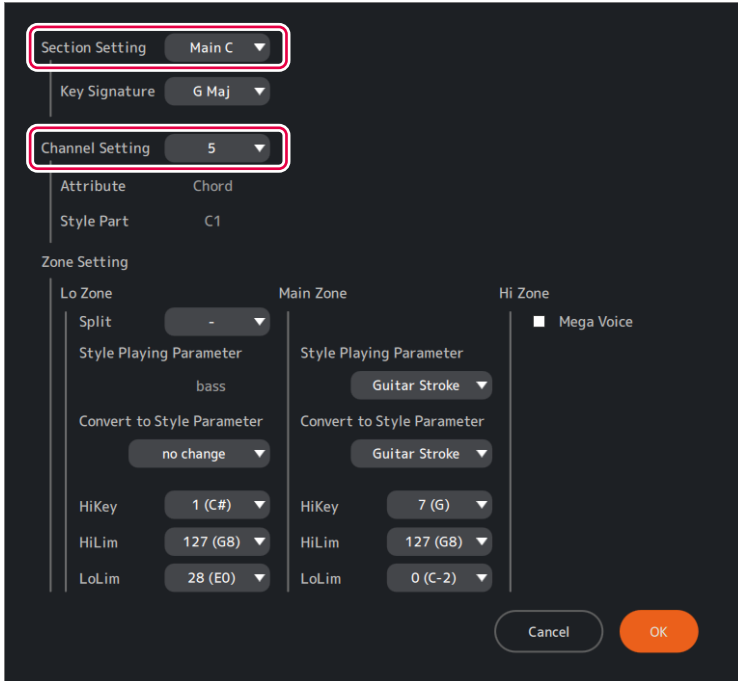 Section Setting Main C
Key Signature G Maj
Channel Setting 5
Attribute Chord
Style Part C1
Zone Setting
Lo Zone Main Zone Hi Zone
Split - Mega Voice
Style Playing Parameter Style Playing Parameter
bass Guitar Stroke
Convert to Style Parameter Convert to Style Parameter
no change Guitar Stroke
HiKey 1 (C#) HiKey 7 (G)
HiLim 127 (G8) HiLim 127 (G8)
LoLim 28 (E0) LoLim 0 (C-2)
Cancel OK